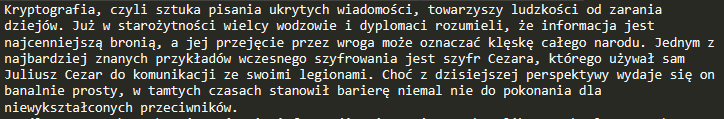 Kryptografia, czyli sztuka pisania ukrytych wiadomości, towarzyszy ludzkości od zarania
dziejów. Już w starożytności wielcy wodzowie i dyplomaci rozumieli, że informacja jest
najcenniejszą bronią, a jej przejęcie przez wroga może oznaczać klęskę całego narodu. Jednym z
najbardziej znanych przykładów wczesnego szyfrowania jest szyfr Cezara, którego używał sam
Juliusz Cezar do komunikacji ze swoimi legionami. Choć z dzisiejszej perspektywy wydaje się on
banalnie prosty, w tamtych czasach stanowił barierę niemal nie do pokonania dla
niewykształconych przeciwników.